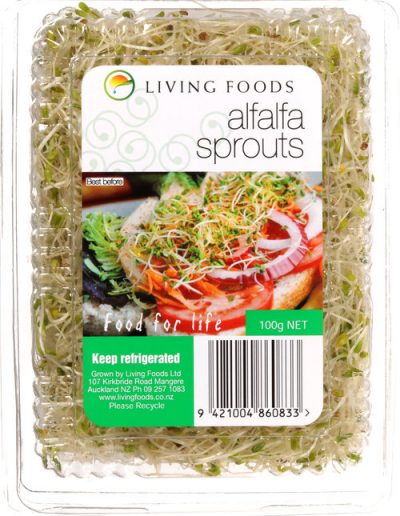 LIVING FOODS
alfalfa
sprouts
Best before
food for life
100g NET
Keep refrigerated
Grown by Living Foods Ltd
107 Kirkbride Road Mangere
Auckland NZ Ph 09 257 1083
www.livingfoods.co.nz
Please Recycle
9 421004 860833 >